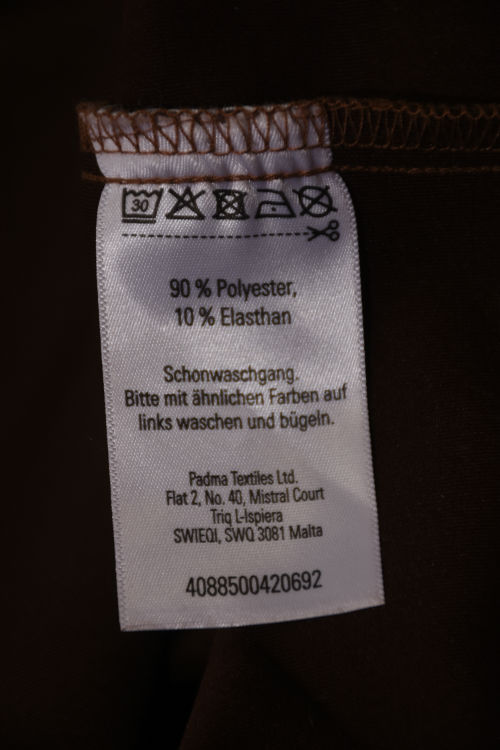 30
90 % Polyester,
10 % Elasthan
Schonwaschgang.
Bitte mit ähnlichen Farben auf
links waschen und bügeln.
Padma Textiles Ltd.
Flat 2, No. 40, Mistral Court
Triq L-Ispiera
SWIEQI, SWQ 3081 Malta
4088500420692